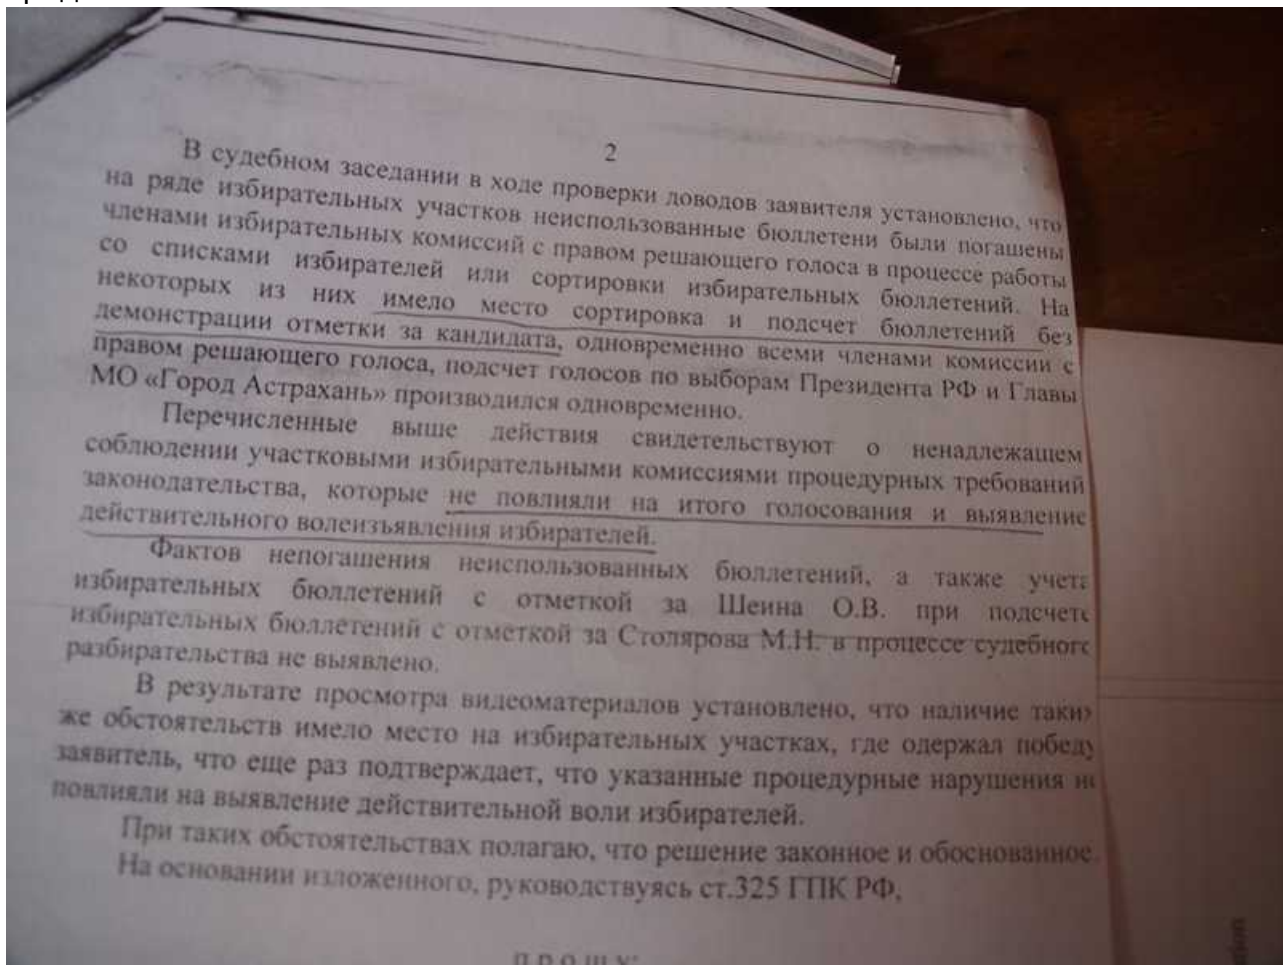 2
В судебном заседании в ходе проверки доводов заявителя установлено, что
на ряде избирательных участков неиспользованные бюллетени были погашены
членами избирательных комиссий с правом решающего голоса в процессе работы
со списками избирателей или сортировки избирательных бюллетений. На
некоторых из них имело место сортировка и подсчет бюллетений без
демонстрации отметки за кандидата, одновременно всеми членами комиссии с
правом решающего голоса, подсчет голосов по выборам Президента РФ и Главы
МО «Город Астрахань» производился одновременно.
Перечисленные выше действия свидетельствуют о ненадлежащем
соблюдении участковыми избирательными комиссиями процедурных требований
законодательства, которые не повлияли на итого голосования и выявление
действительного волеизъявления избирателей.
Фактов непогашения неиспользованных бюллетений, а также учета
избирательных бюллетений с отметкой за Шеина О.В. при подсчете
избирательных бюллетений с отметкой за Столярова М.Н. в процессе судебного
разбирательства не выявлено.
В результате просмотра видеоматериалов установлено, что наличие таких
же обстоятельств имело место на избирательных участках, где одержал победу
заявитель, что еще раз подтверждает, что указанные процедурные нарушения не
повлияли на выявление действительной воли избирателей.
При таких обстоятельствах полагаю, что решение законное и обоснованное.
На основании изложенного, руководствуясь ст.325 ГПК РФ,
п р о ш у: